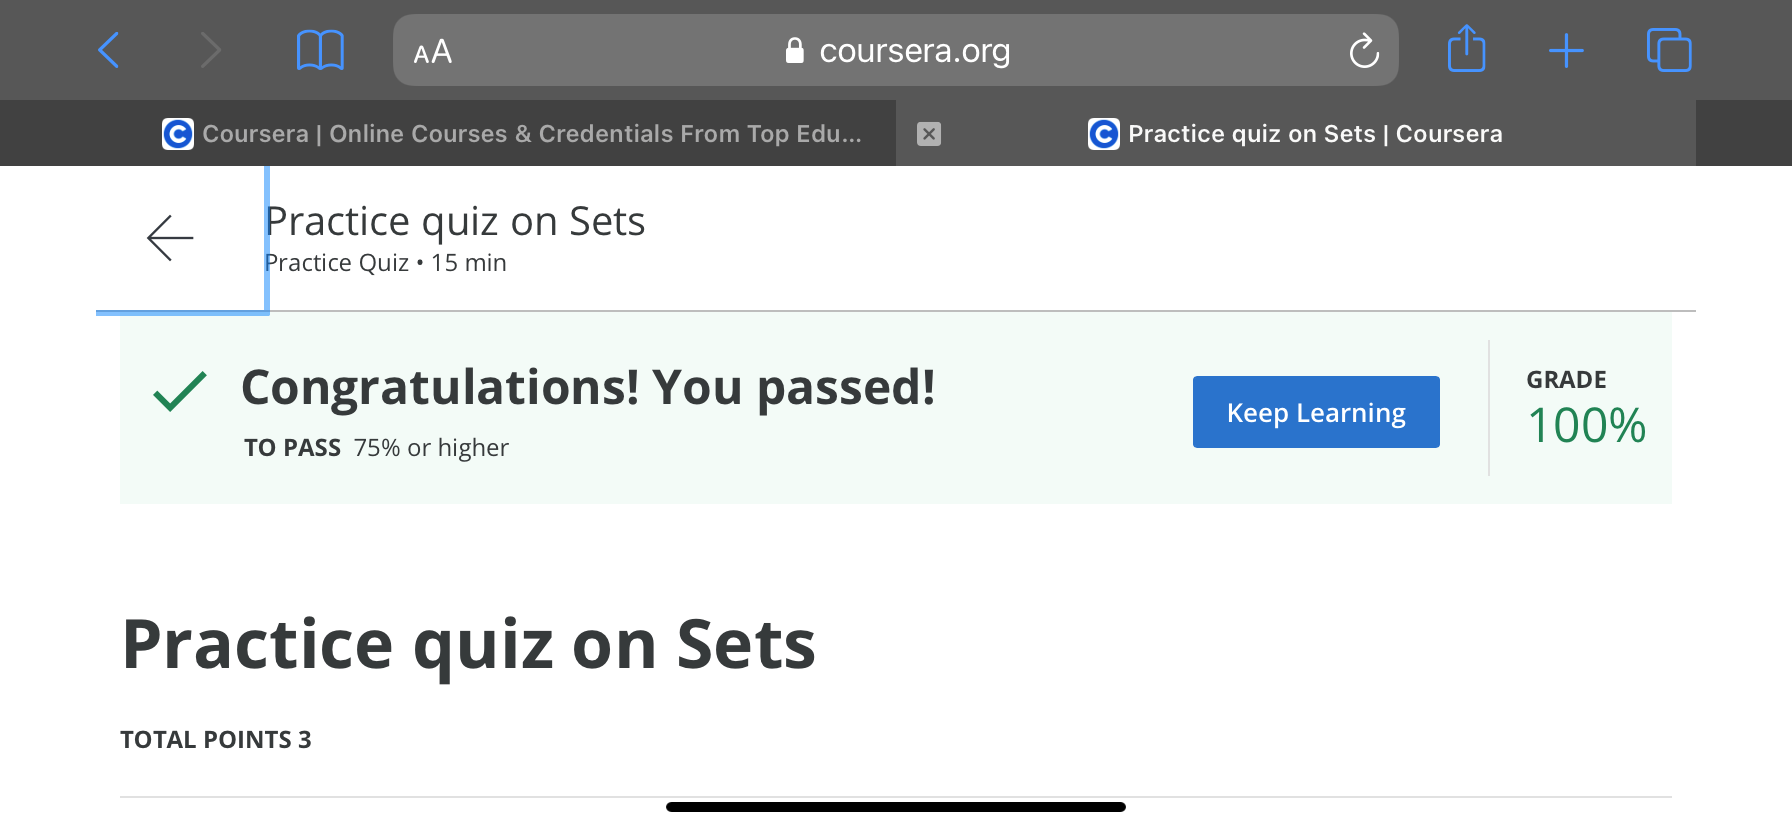 AA
coursera.org
Coursera | Online Courses & Credentials From Top Edu...
Practice quiz on Sets | Coursera
Practice quiz on Sets
Practice Quiz • 15 min
Congratulations! You passed!
TO PASS 75% or higher
Keep Learning
GRADE
100%
Practice quiz on Sets
TOTAL POINTS 3